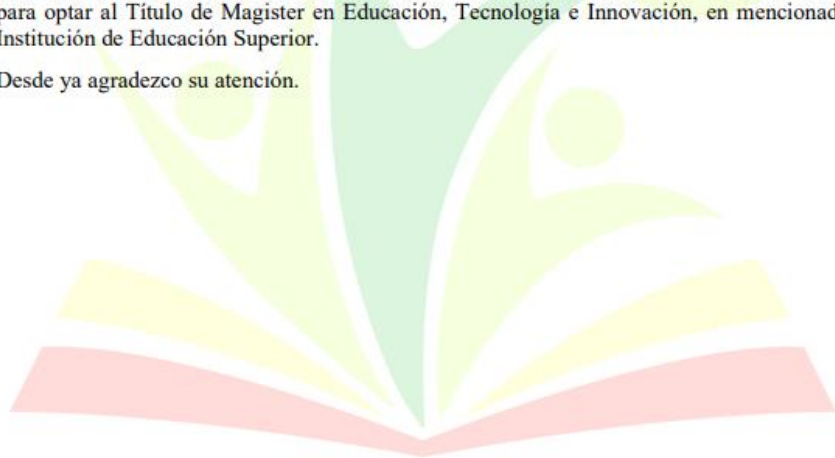 para optar al Título de Magister en Educación, Tecnología e Innovación, en mencionad
Institución de Educación Superior.
Desde ya agradezco su atención.